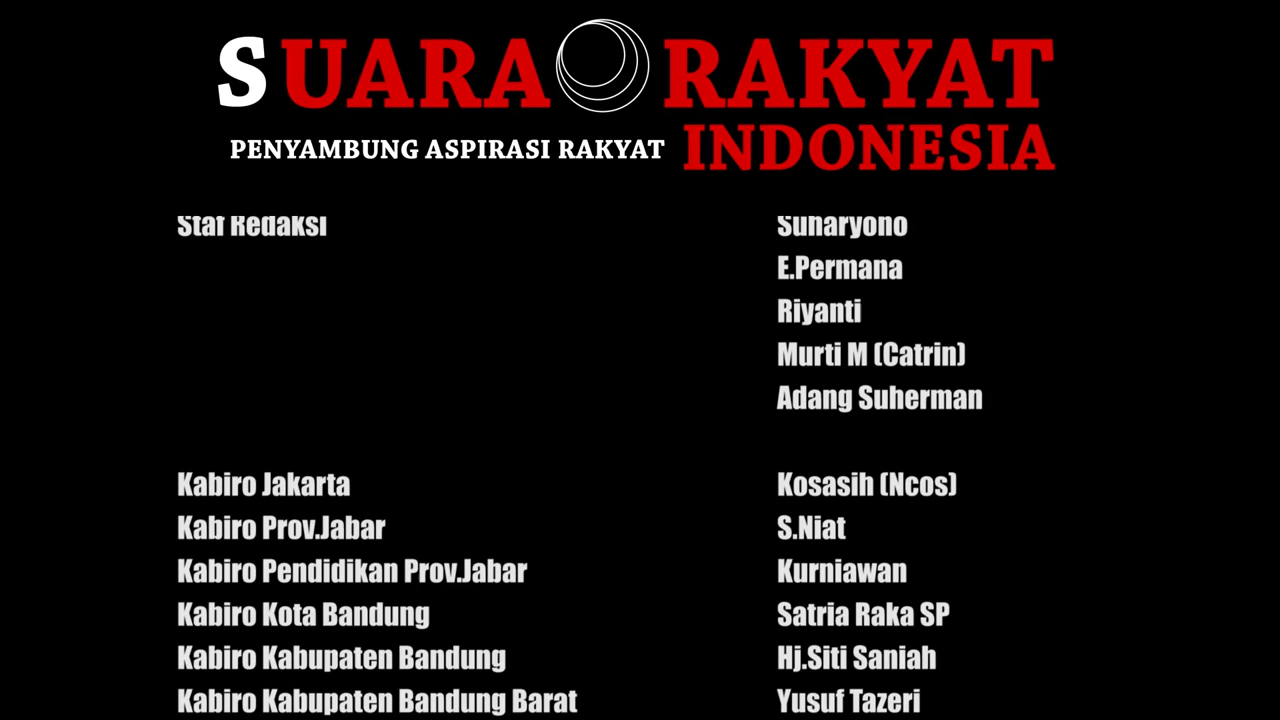 SUARA RAKYAT
PENYAMBUNG ASPIRASI RAKYAT INDONESIA
Staf Redaksi Suharyono
E.Permana
Riyanti
Murti M (Catrin)
Adang Suherman
Kabiro Jakarta Kosasih (Ncos)
Kabiro Prov.Jabar S.Niat
Kabiro Pendidikan Prov.Jabar Kurniawan
Kabiro Kota Bandung Satria Raka SP
Kabiro Kabupaten Bandung Hj.Siti Saniah
Kabiro Kabupaten Bandung Barat Yusuf Tazeri